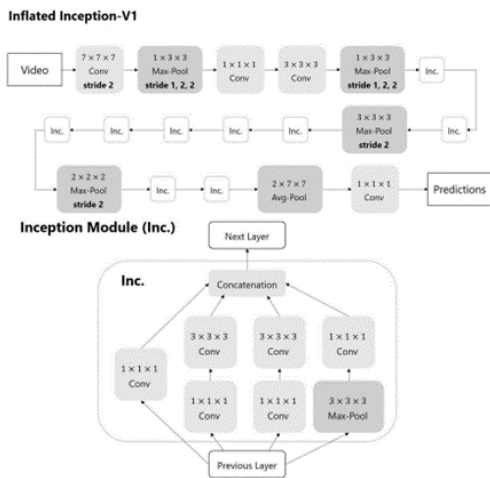 Inflated Inception-V1
Video
7 × 7 × 7
Conv
stride 2
1 × 3 × 3
Max-Pool
stride 1, 2, 2
1 × 1 × 1
Conv
3 × 3 × 3
Conv
1 × 3 × 3
Max-Pool
stride 1, 2, 2
Inc.
Inc.
Inc.
Inc.
Inc.
Inc.
3 × 3 × 3
Max-Pool
stride 2
Inc.
2 × 2 × 2
Max-Pool
stride 2
Inc.
Inc.
2 × 7 × 7
Avg-Pool
1 × 1 × 1
Conv
Predictions
Inception Module (Inc.)
Next Layer
Inc.
Concatenation
3 × 3 × 3
Conv
3 × 3 × 3
Conv
1 × 1 × 1
Conv
1 × 1 × 1
Conv
1 × 1 × 1
Conv
1 × 1 × 1
Conv
3 × 3 × 3
Max-Pool
Previous Layer